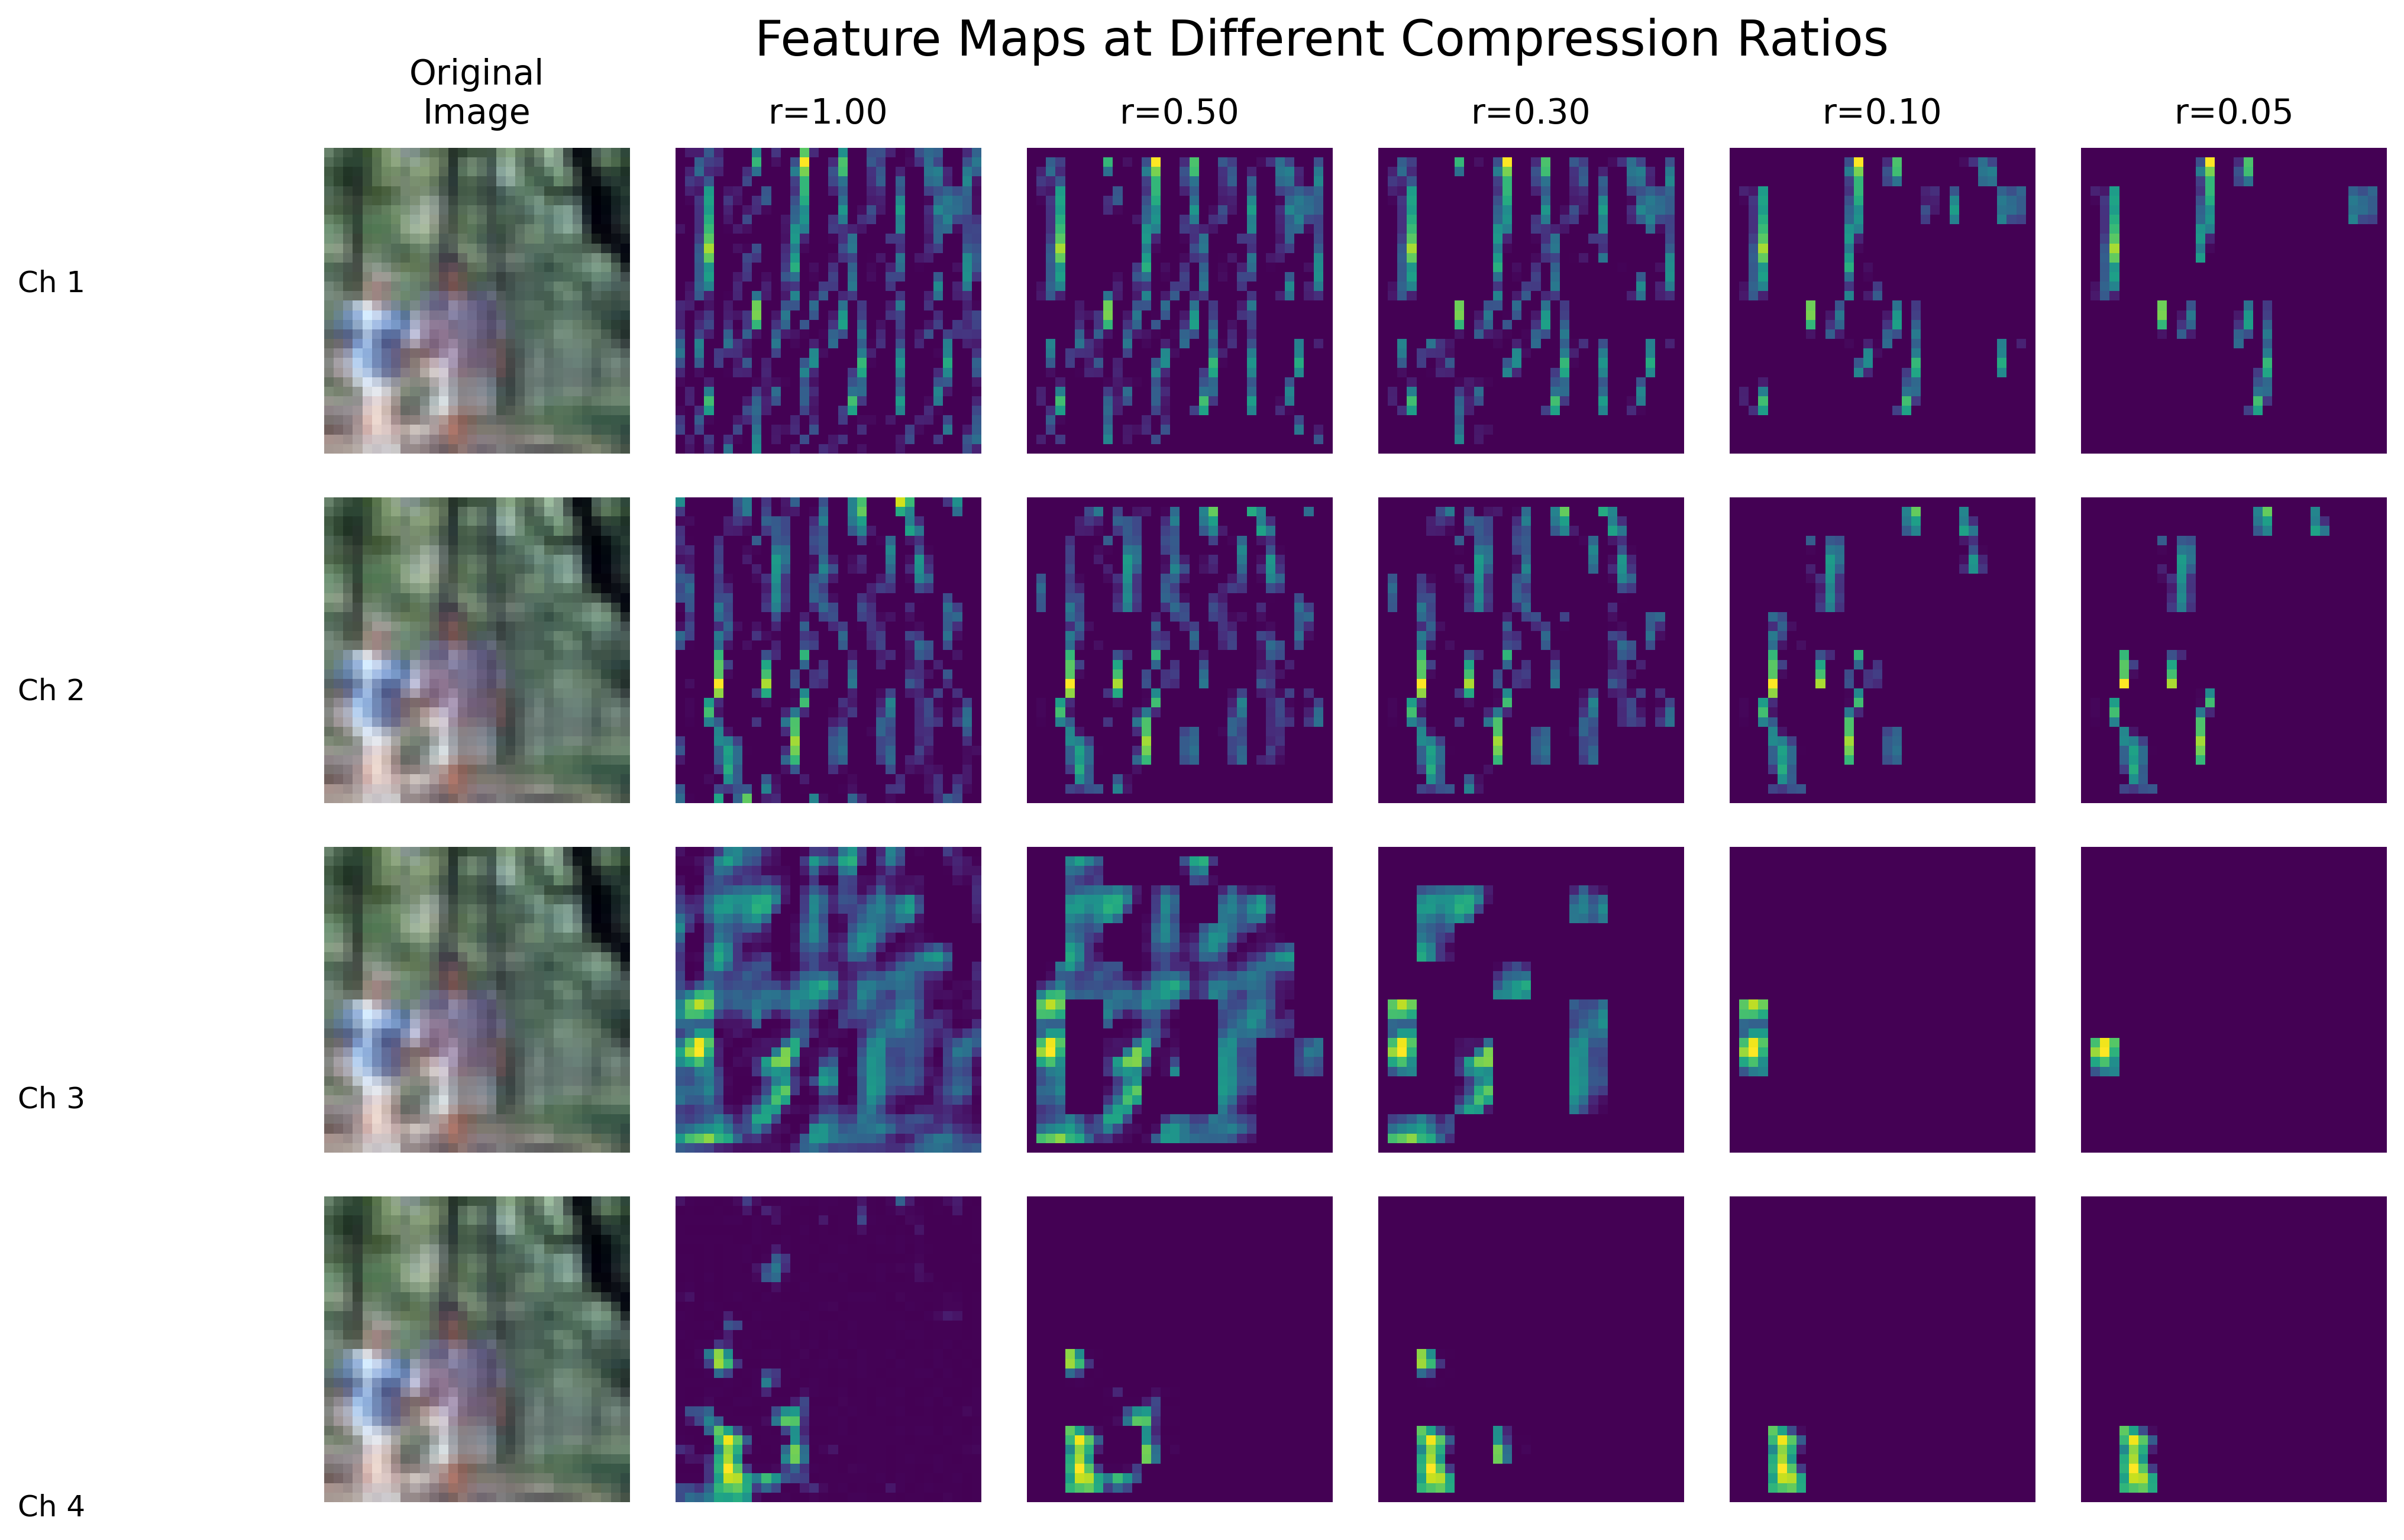 Feature Maps at Different Compression Ratios
Original
Image
r=1.00
r=0.50
r=0.30
r=0.10
r=0.05
Ch 1
Ch 2
Ch 3
Ch 4